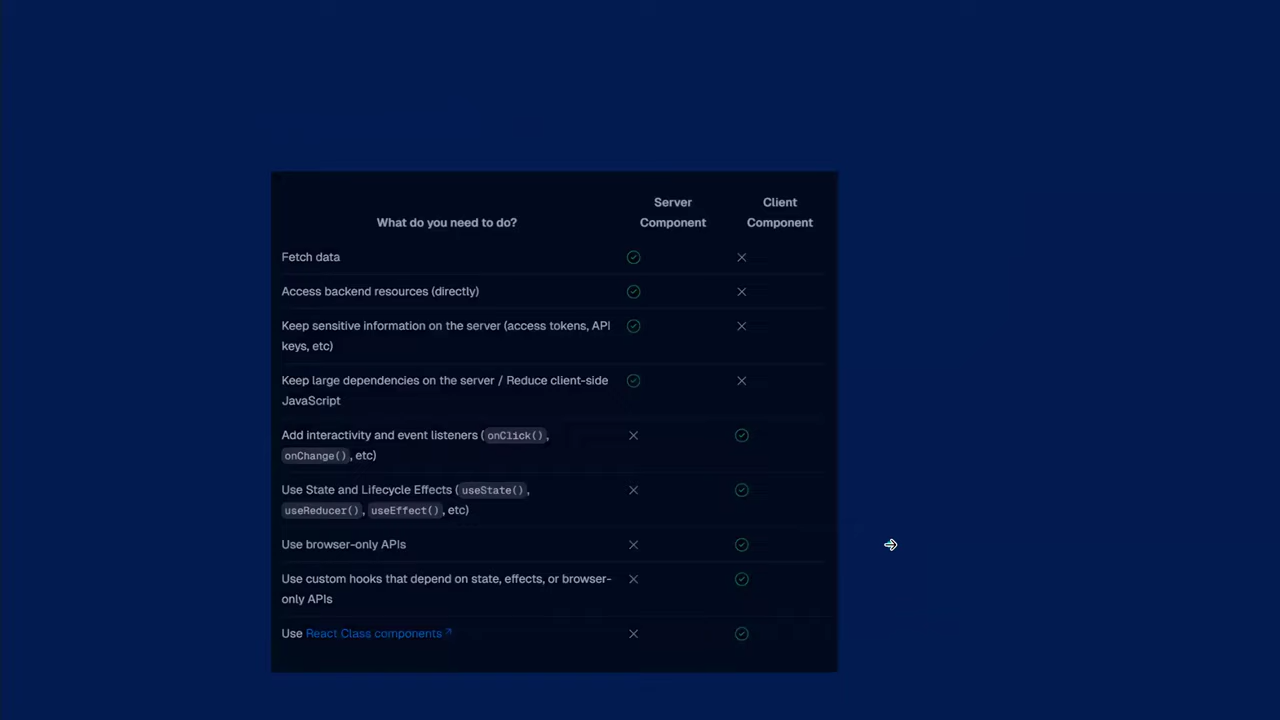 Server Client
What do you need to do? Component Component
Fetch data
Access backend resources (directly)
Keep sensitive information on the server (access tokens, API
keys, etc)
Keep large dependencies on the server / Reduce client-side
JavaScript
Add interactivity and event listeners ( onClick() ,
onChange() , etc)
Use State and Lifecycle Effects ( useState() ,
useReducer() , useEffect() , etc)
Use browser-only APIs
Use custom hooks that depend on state, effects, or browser-
only APIs
Use React Class components